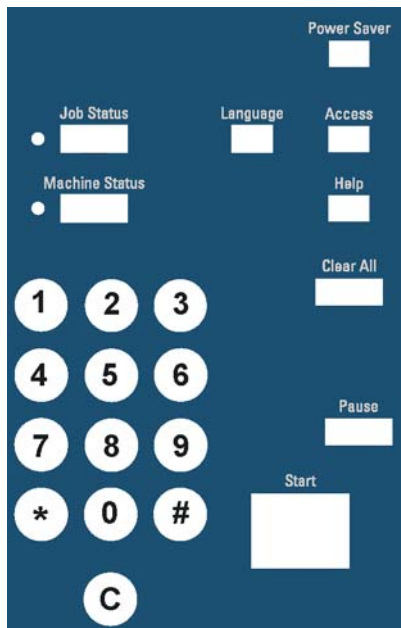 Power Saver
Job Status Language Access
Machine Status Help
Clear All
1 2 3
4 5 6
Pause
7 8 9
Start
* 0 #
C